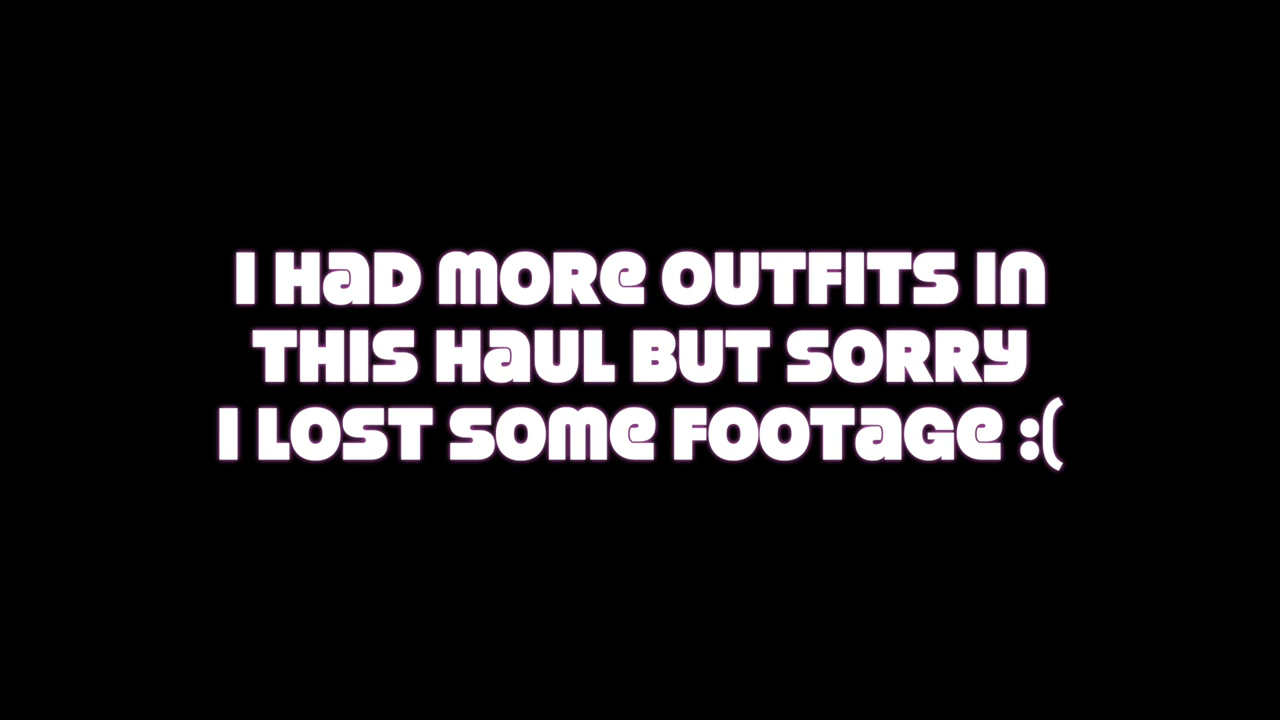 I HaD mORe OUTFITS In
THIS HaUL BUT SORRY
I LOST SOme FOOTaGe :(